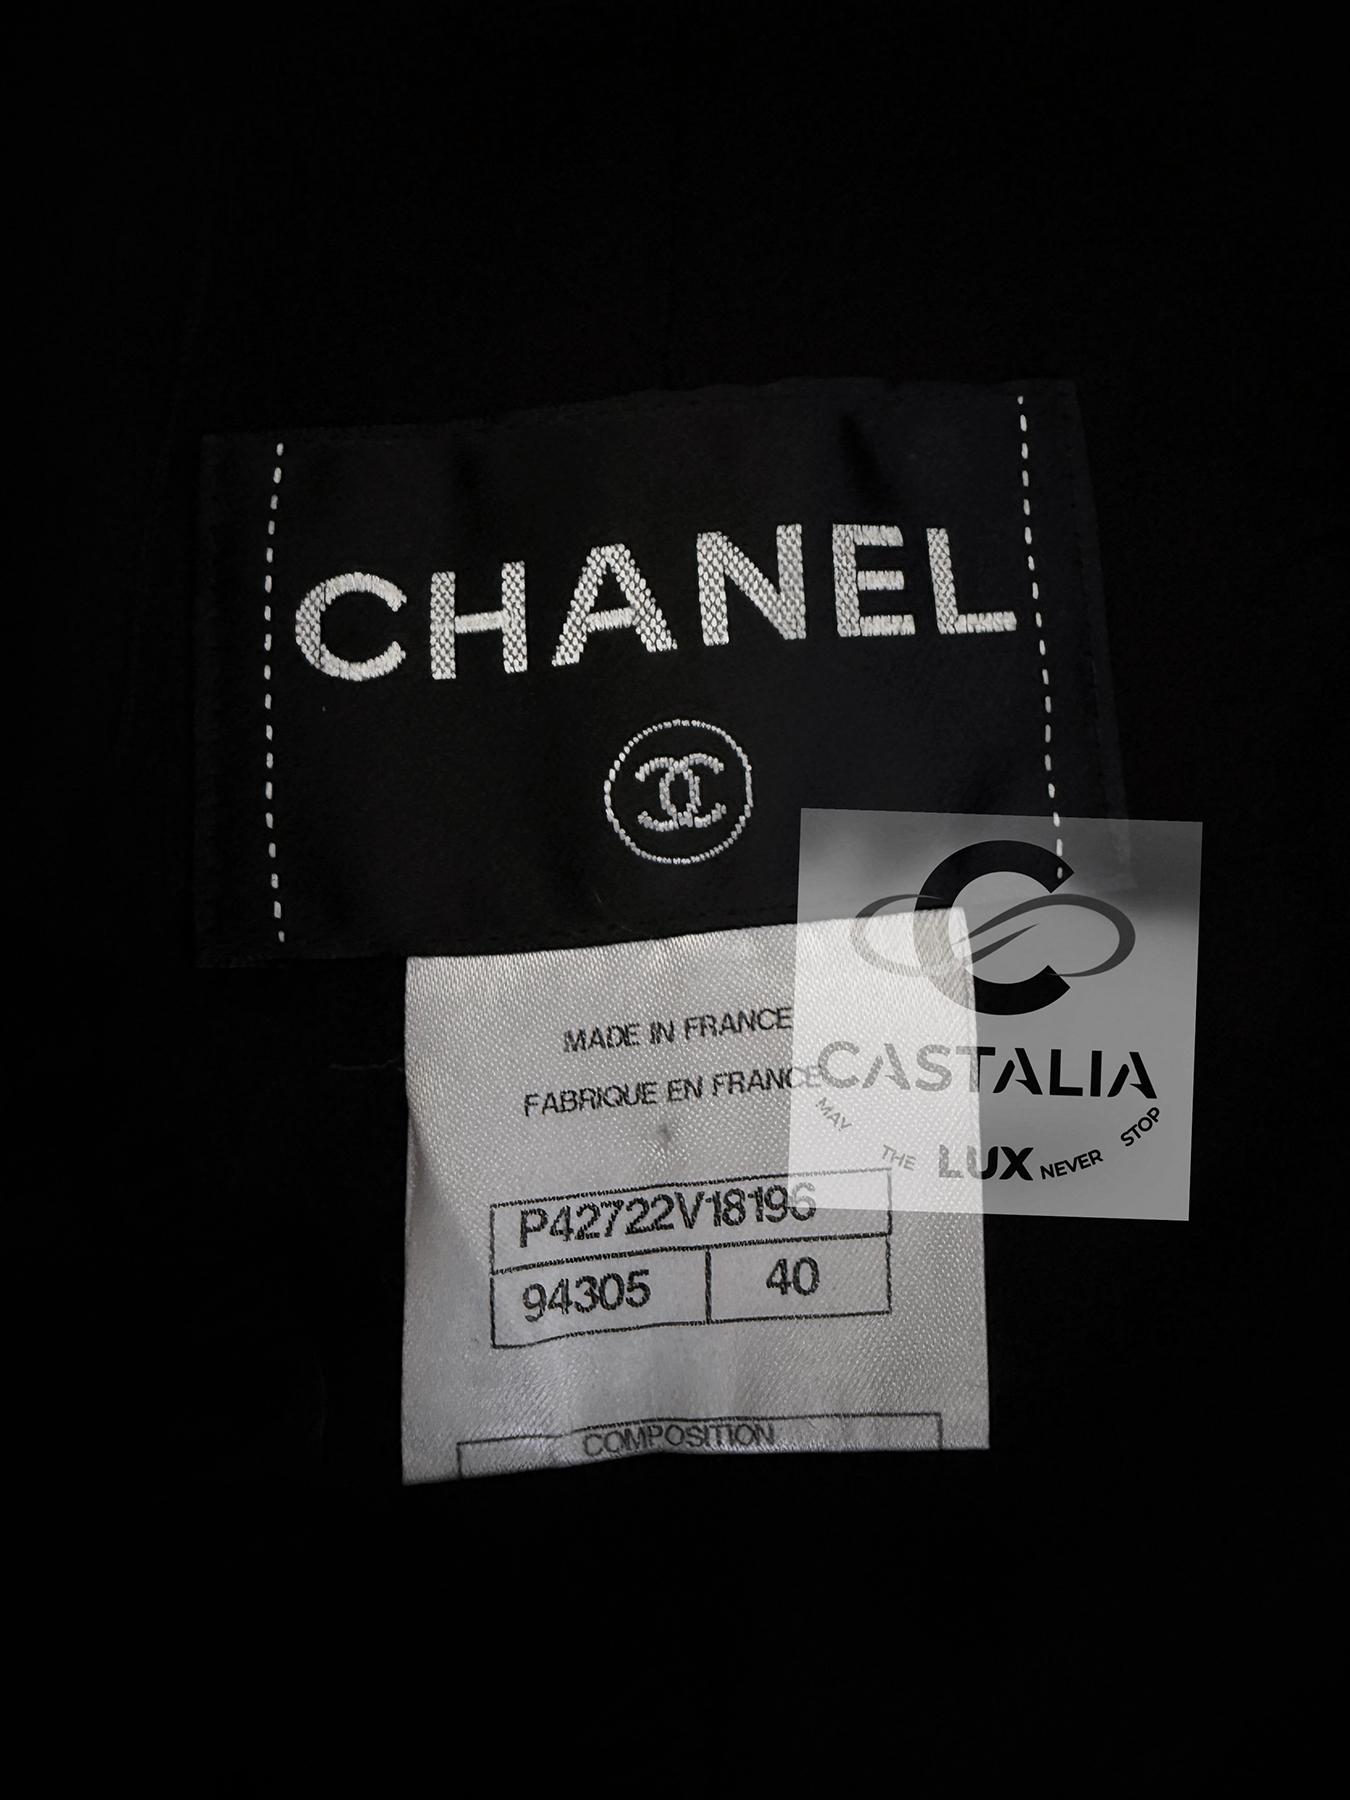 CHANEL
MADE IN FRANCE
FABRIQUE EN FRANCE
P42722V18196
94305
40
COMPOSITION
CASTALIA
MAY THE LUX NEVER STOP